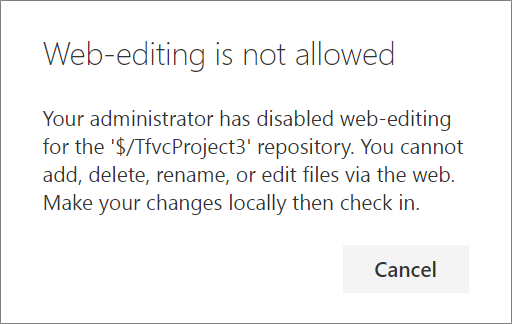 Web-editing is not allowed
Your administrator has disabled web-editing
for the '$/TfvcProject3' repository. You cannot
add, delete, rename, or edit files via the web.
Make your changes locally then check in.
Cancel